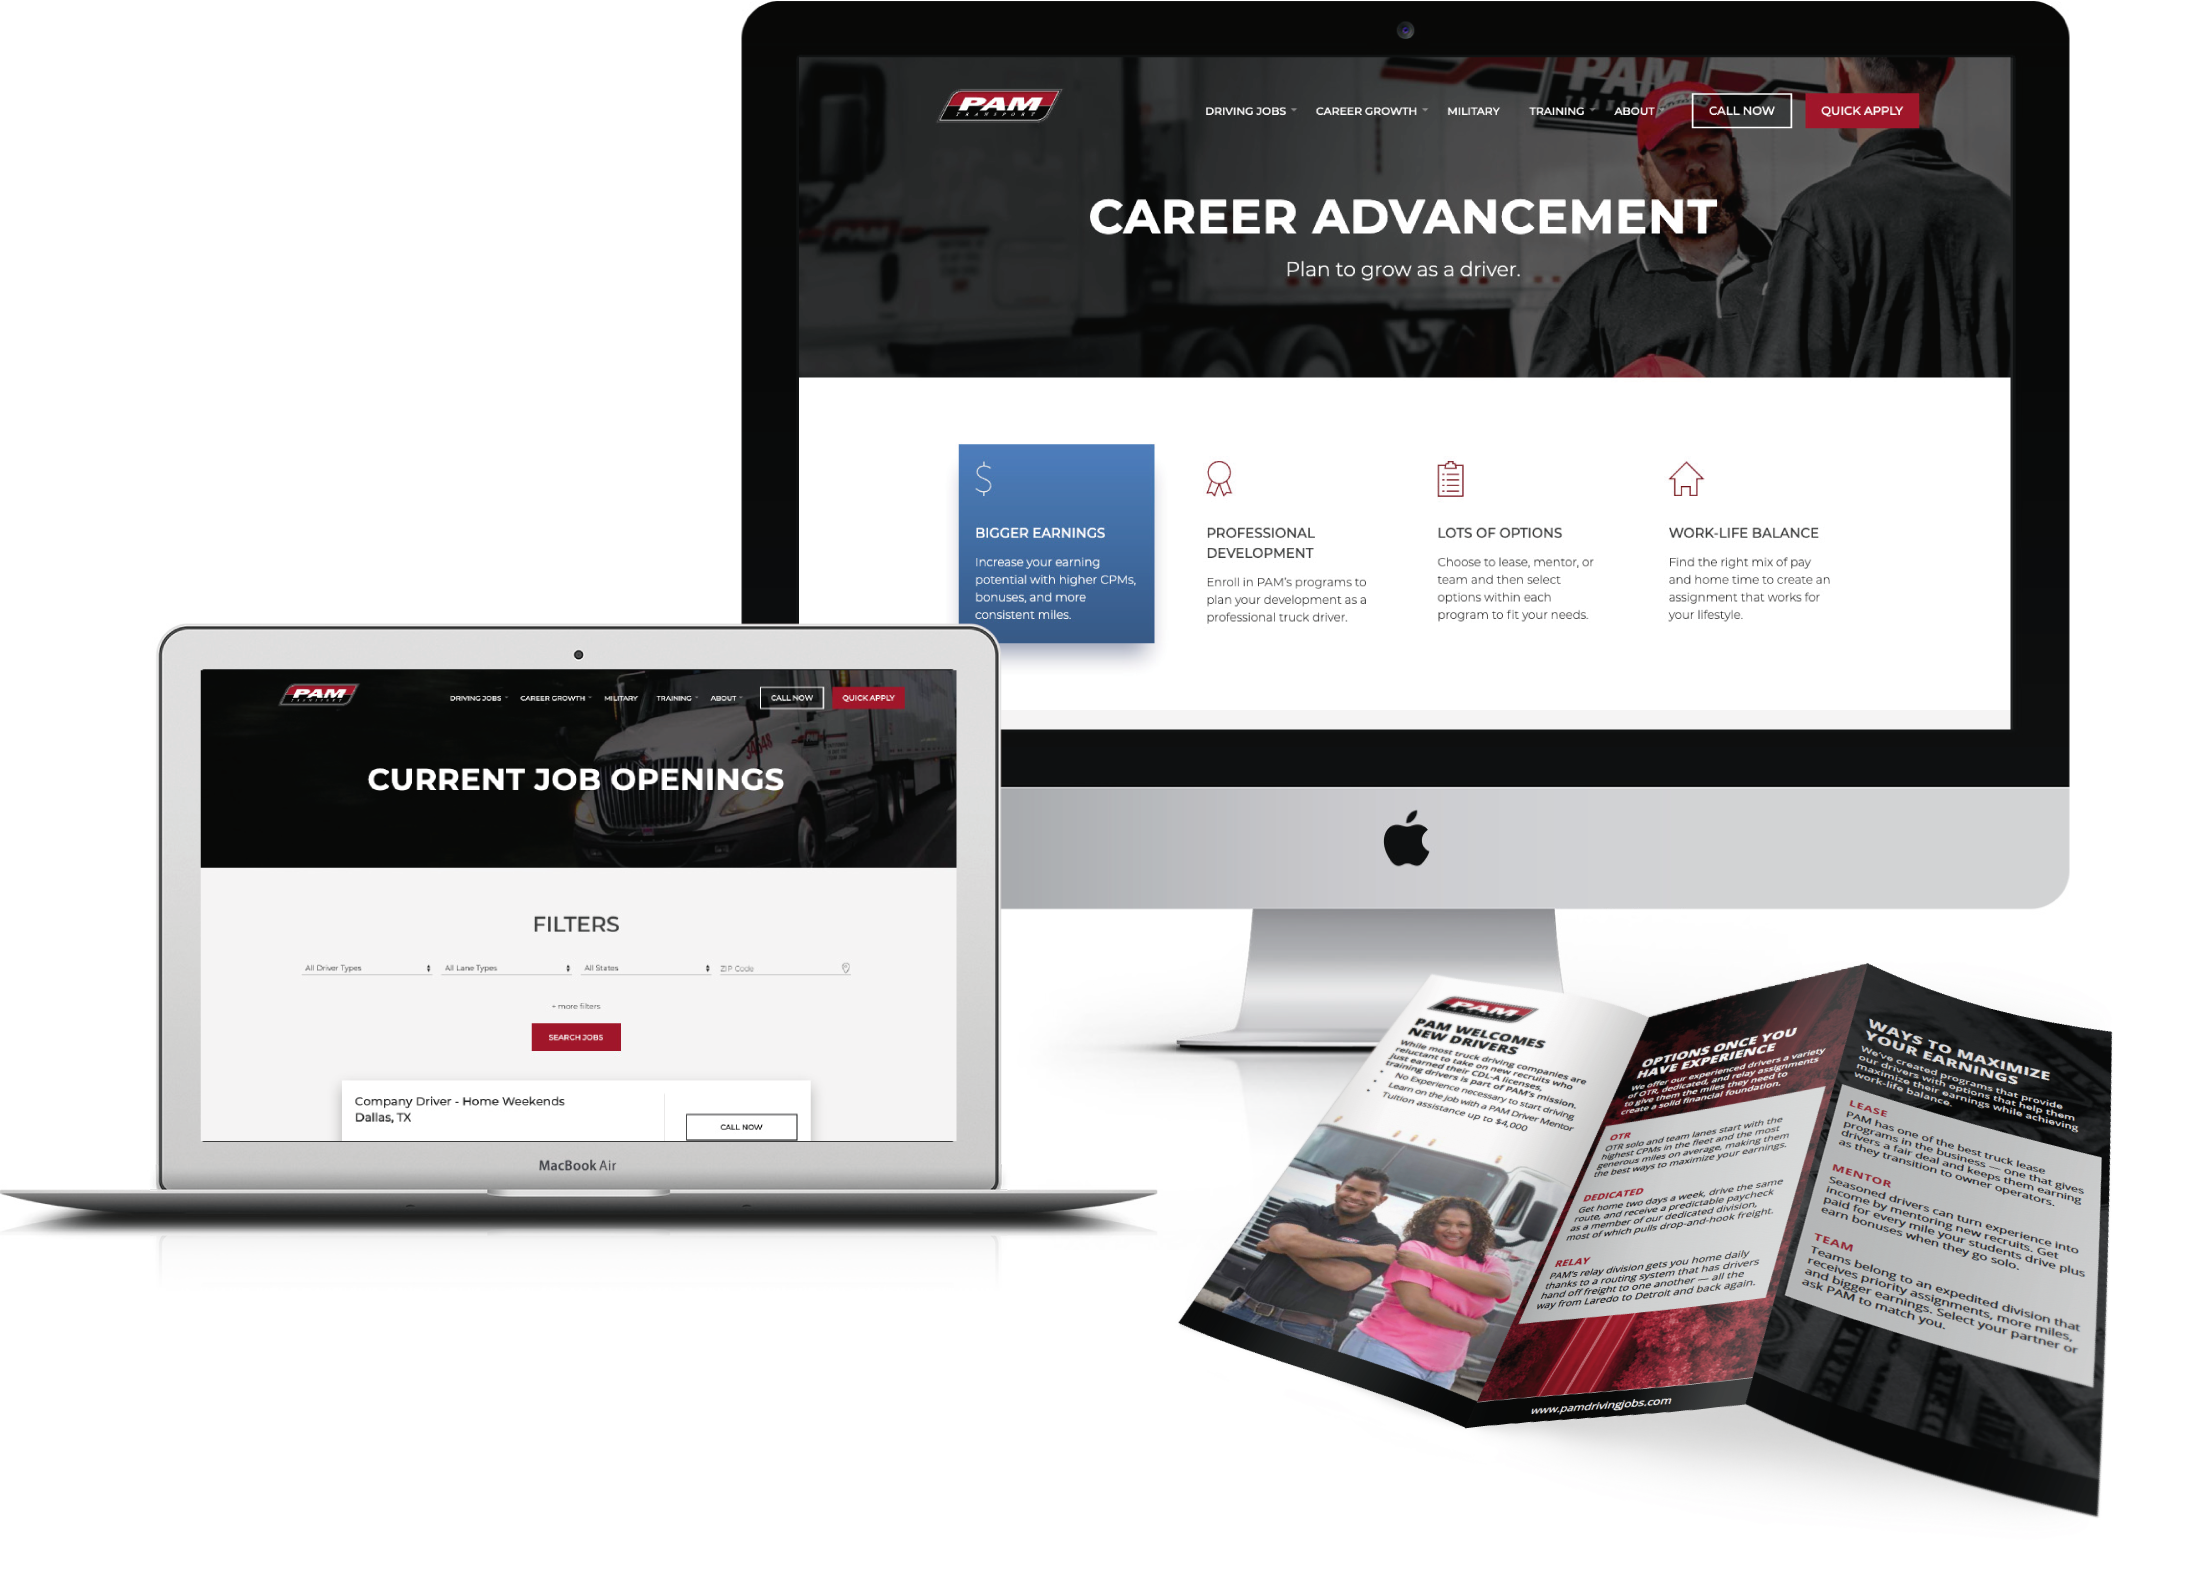 PAM
TRANSPORT
DRIVING JOBS
CAREER GROWTH
MILITARY
TRAINING
ABOUT
CALL NOW
QUICK APPLY
PAM
CAREER ADVANCEMENT
Plan to grow as a driver.
BIGGER EARNINGS
Increase your earning
potential with higher CPMs,
bonuses, and more
consistent miles.
PROFESSIONAL
DEVELOPMENT
Enroll in PAM's programs to
plan your development as a
professional truck driver.
LOTS OF OPTIONS
Choose to lease, mentor, or
team and then select
options within each
program to fit your needs.
WORK-LIFE BALANCE
Find the right mix of pay
and home time to create an
assignment that works for
your lifestyle.
PAM
TRANSPORT
DRIVING JOBS
CAREER GROWTH
MILITARY
TRAINING
ABOUT
CALL NOW
QUICK APPLY
CURRENT JOB OPENINGS
FILTERS
All Driver Types
All Lane Types
All States
ZIP Code
+ more filters
SEARCH JOBS
Company Driver - Home Weekends
Dallas, TX
CALL NOW
MacBook Air
PAM
PAM WELCOMES
NEW DRIVERS
While most truck driving companies are
reluctant to take on new recruits who
just earned their CDL-A licenses,
training drivers is part of PAM's mission.
• No Experience necessary to start driving
• Learn on the job with a PAM Driver Mentor
• Tuition assistance up to $4,000
OPTIONS ONCE YOU
HAVE EXPERIENCE
We offer our experienced drivers a variety
of OTR, dedicated, and relay assignments
to give them the miles they need to
create a solid financial foundation.
OTR
OTR solo and team lanes start with the
highest CPMs in the fleet and the most
generous miles on average, making them
the best ways to maximize your earnings.
DEDICATED
Get home two days a week, drive the same
route, and receive a predictable paycheck
as a member of our dedicated division,
most of which pulls drop-and-hook freight.
RELAY
PAM's relay division gets you home daily
thanks to a routing system that has drivers
hand off freight to one another — all the
way from Laredo to Detroit and back again.
www.pamdrivingjobs.com
WAYS TO MAXIMIZE
YOUR EARNINGS
We've created programs that provide
our drivers with options that help them
maximize their earnings while achieving
work-life balance.
LEASE
PAM has one of the best truck lease
programs in the business — one that gives
drivers a fair deal and keeps them earning
as they transition to owner operators.
MENTOR
Seasoned drivers can turn experience into
income by mentoring new recruits. Get
paid for every mile your students drive plus
earn bonuses when they go solo.
TEAM
Teams belong to an expedited division that
receives priority assignments, more miles,
and bigger earnings. Select your partner or
ask PAM to match you.